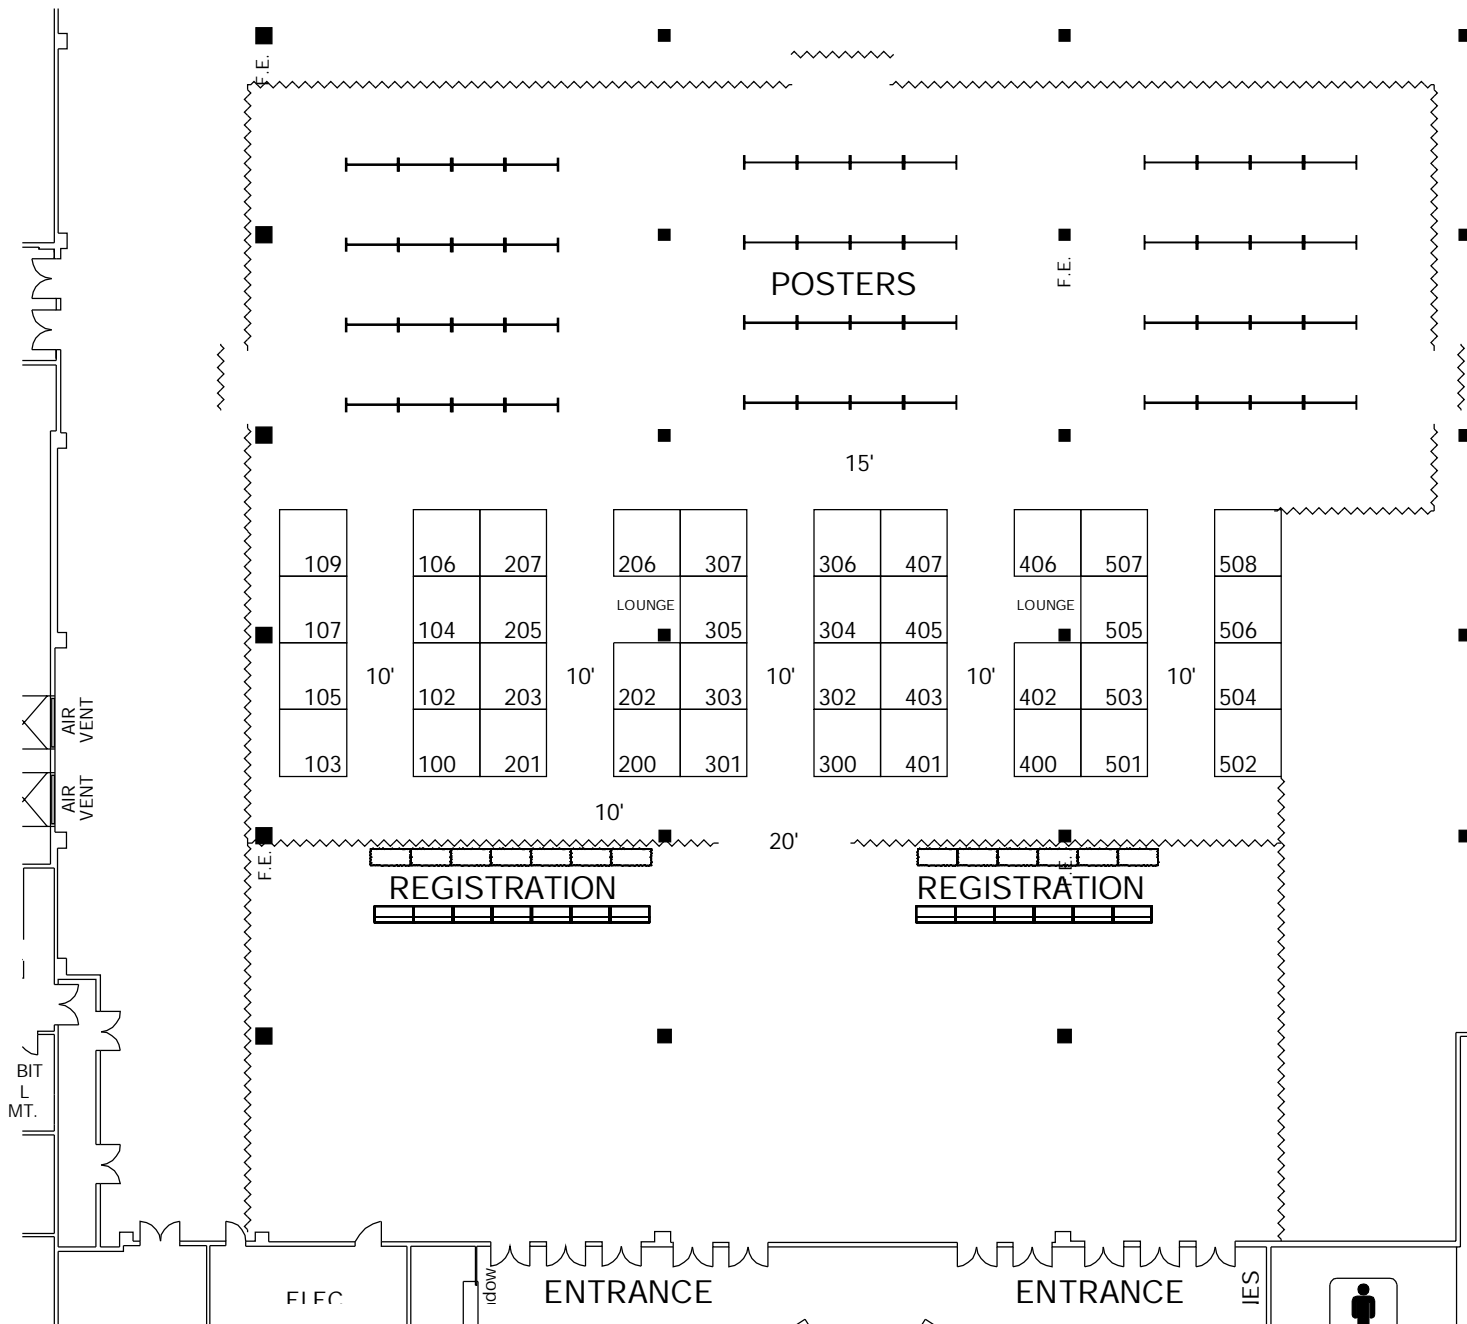 F.E.
POSTERS
F.E.
15'
109 106 207 206 307 306 407 406 507 508
LOUNGE LOUNGE
107 104 205 305 304 405 505 506
10' 10' 10' 10' 10'
105 102 203 202 303 302 403 402 503 504
AIR
VENT
103 100 201 200 301 300 401 400 501 502
AIR
VENT
10'
20'
F.E.
F.E.
REGISTRATION REGISTRATION
BIT
L
MT.
ENTRANCE ENTRANCE
IES
ELEC